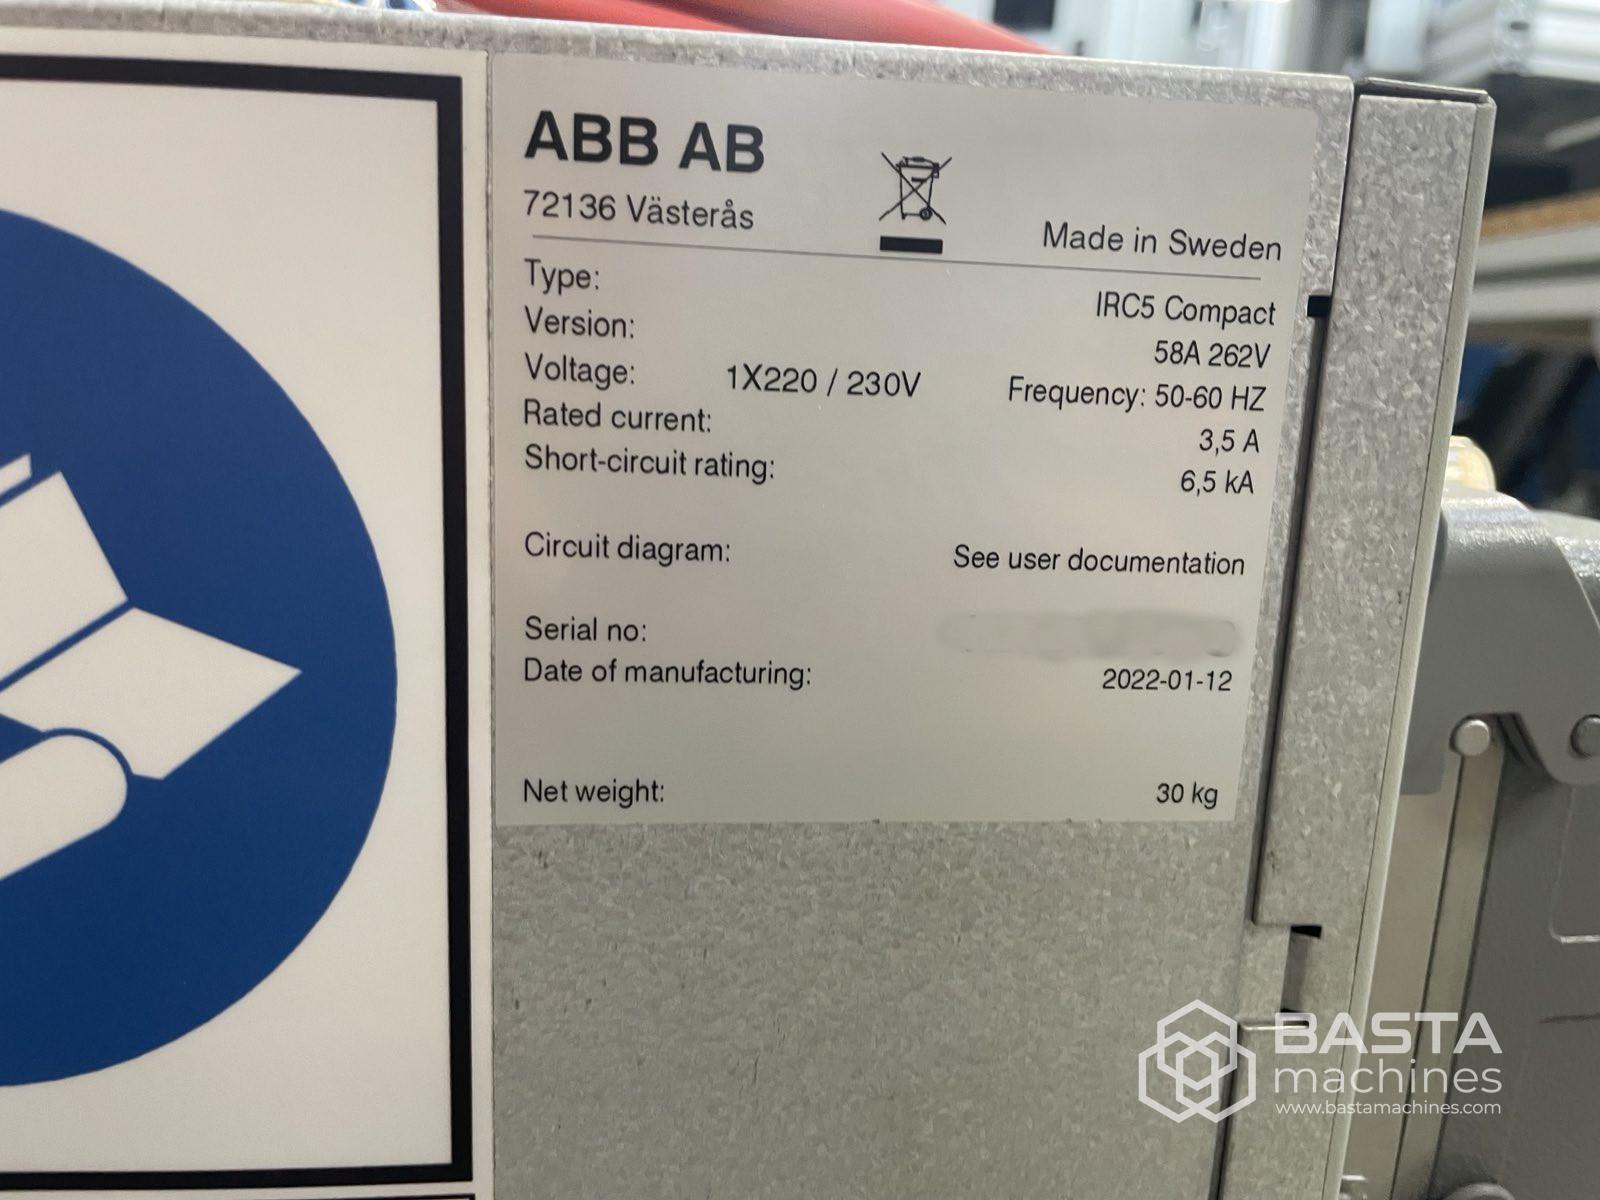 ABB AB
72136 Västerås
Made in Sweden
Type: IRC5 Compact
Version: 58A 262V
Voltage: 1X220 / 230V Frequency: 50-60 HZ
Rated current: 3,5 A
Short-circuit rating: 6,5 kA
Circuit diagram: See user documentation
Serial no:
Date of manufacturing: 2022-01-12
Net weight: 30 kg
BASTA
machines
www.bastamachines.com